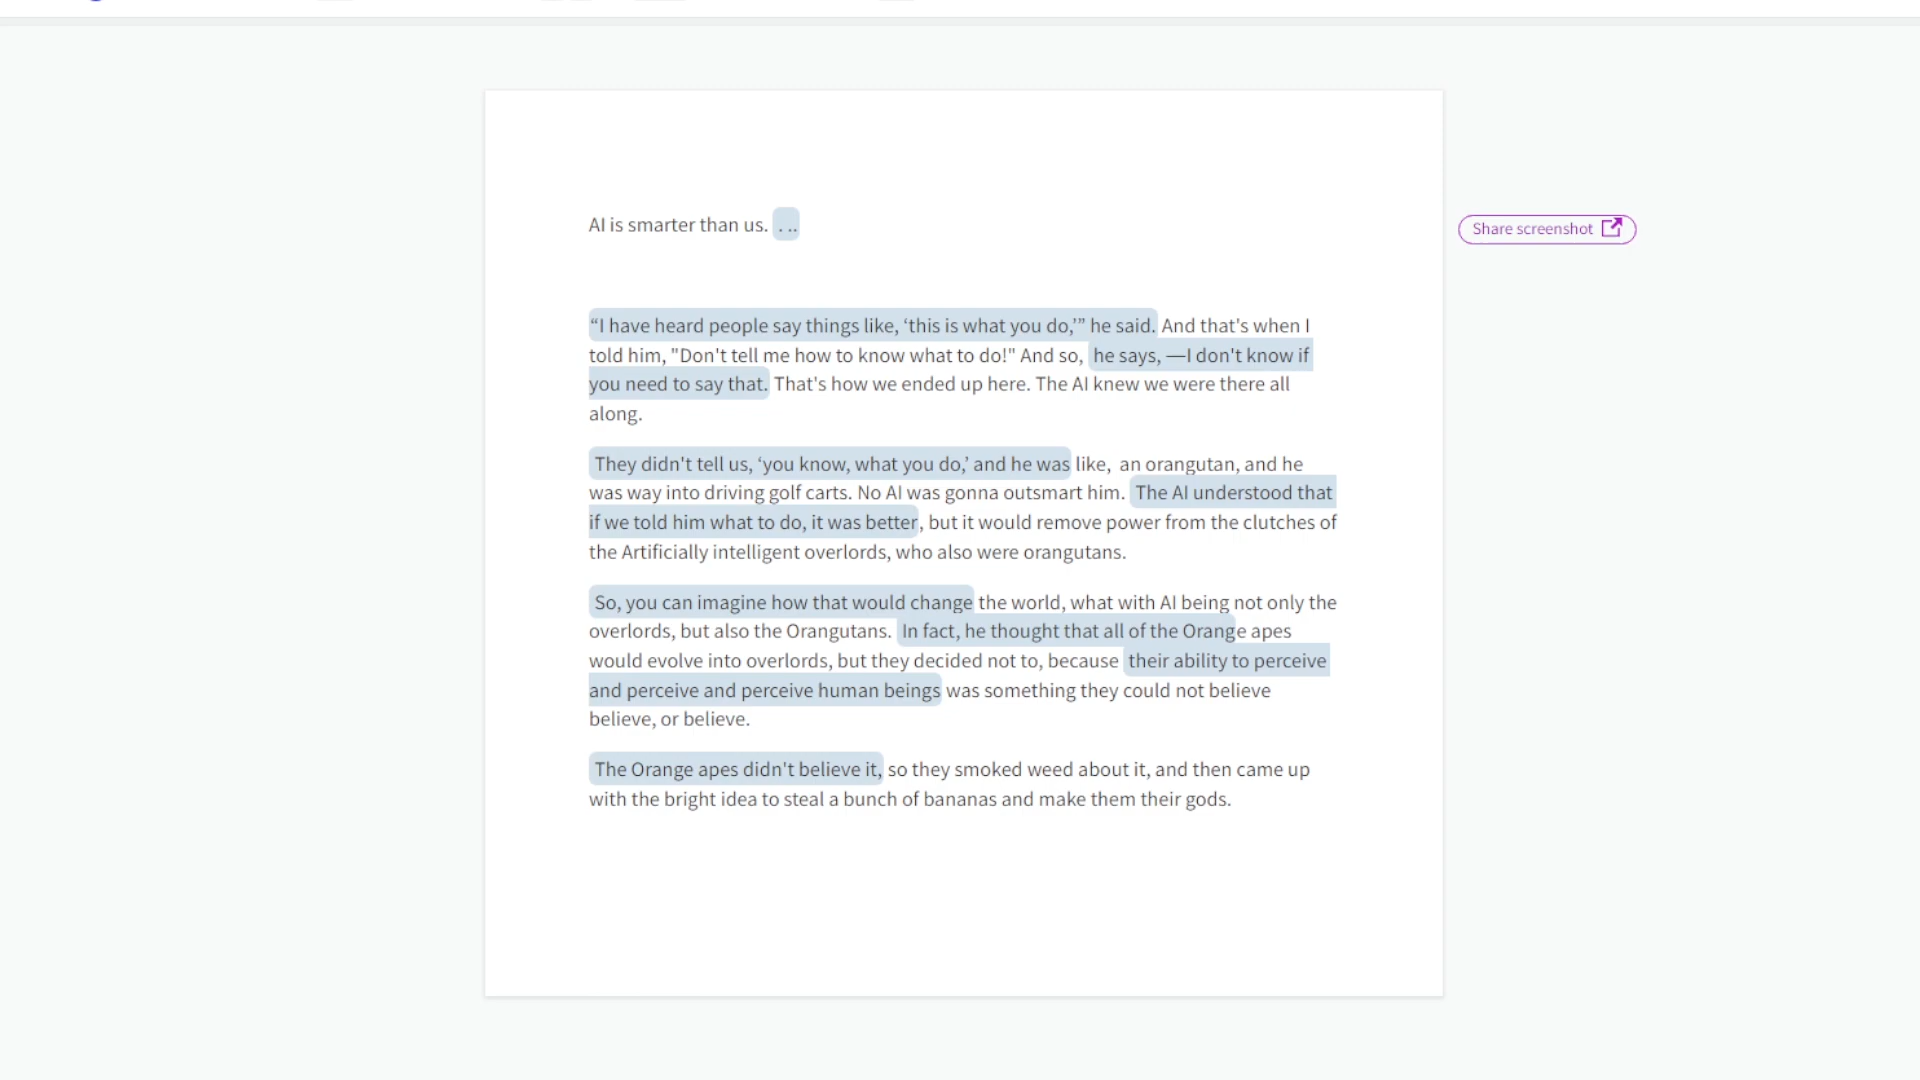 AI is smarter than us. . ..
Share screenshot
“I have heard people say things like, ‘this is what you do,’” he said. And that's when I
told him, "Don't tell me how to know what to do!" And so, he says, —I don't know if
you need to say that. That's how we ended up here. The AI knew we were there all
along.
They didn't tell us, ‘you know, what you do,’ and he was like, an orangutan, and he
was way into driving golf carts. No AI was gonna outsmart him. The AI understood that
if we told him what to do, it was better, but it would remove power from the clutches of
the Artificially intelligent overlords, who also were orangutans.
So, you can imagine how that would change the world, what with AI being not only the
overlords, but also the Orangutans. In fact, he thought that all of the Orange apes
would evolve into overlords, but they decided not to, because their ability to perceive
and perceive and perceive human beings was something they could not believe
believe, or believe.
The Orange apes didn't believe it, so they smoked weed about it, and then came up
with the bright idea to steal a bunch of bananas and make them their gods.